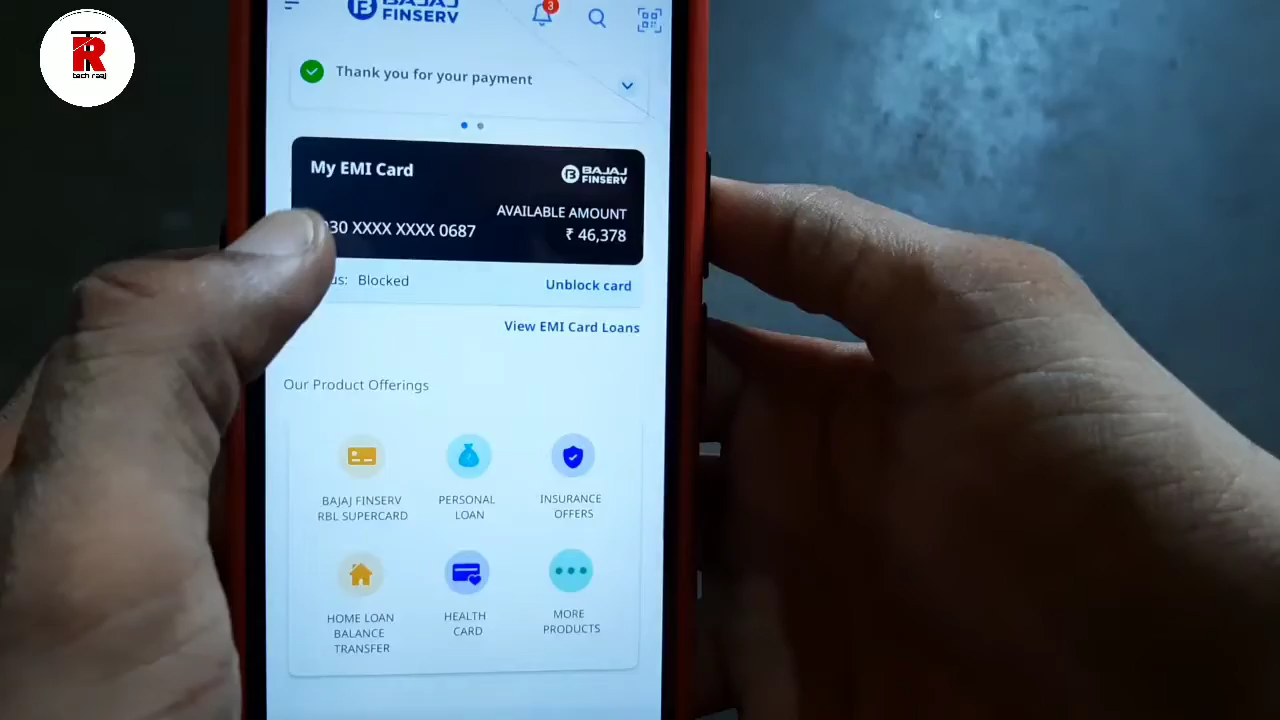 TR
tech raaj
BAJAJ
FINSERV
3
Thank you for your payment
My EMI Card
BAJAJ
FINSERV
AVAILABLE AMOUNT
30 XXXX XXXX 0687
₹ 46,378
us: Blocked
Unblock card
View EMI Card Loans
Our Product Offerings
BAJAJ FINSERV
RBL SUPERCARD
PERSONAL
LOAN
INSURANCE
OFFERS
HOME LOAN
BALANCE
TRANSFER
HEALTH
CARD
MORE
PRODUCTS